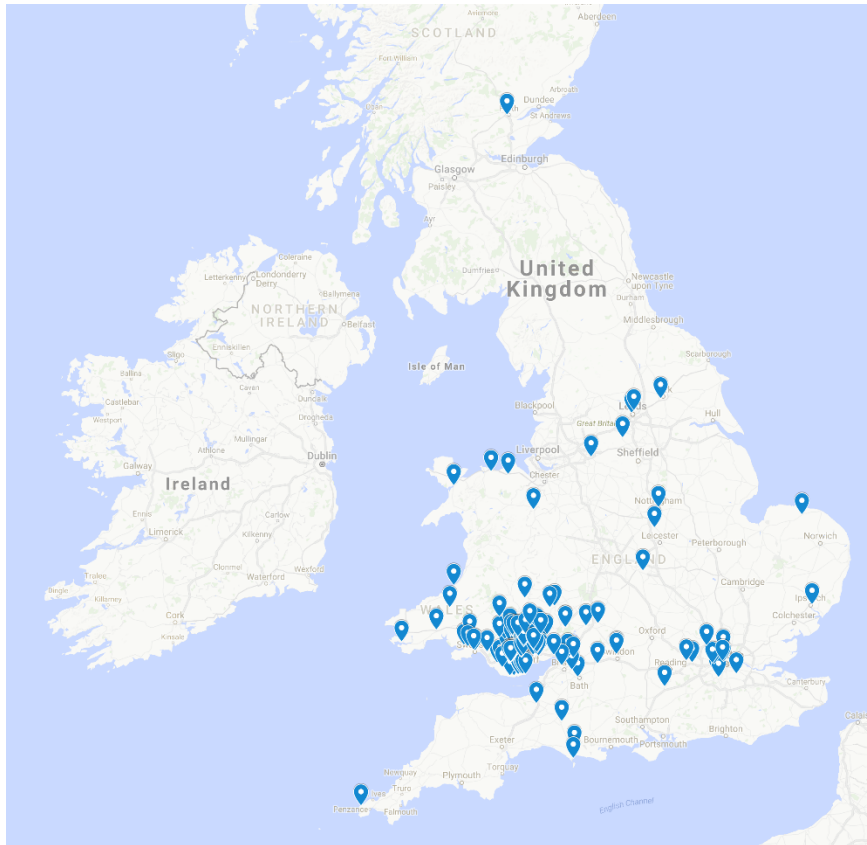 Aberdeen
SCOTLAND
Fort William
Arbroath
Dundee
St Andrews
Glasgow
Edinburgh
Paisley
Ayr
Coleraine
Letterkenny
Londonderry
Derry
Dumfries
United
Kingdom
Newcastle
upon Tyne
Durham
Ballymena
NORTHERN
IRELAND
Belfast
Middlesbrough
Enniskillen
Sligo
Isle of Man
Scarborough
Ballina
Cavan
Castlebar
Dundalk
Westport
Drogheda
Blackpool
Leeds
Hull
Great Britain
Mullingar
Athlone
Galway
Dublin
Liverpool
Sheffield
Chester
Ireland
Nottingham
Ennis
Carlow
Limerick
Kilkenny
Norwich
Leicester
Peterborough
Tralee
Clonmel
Wexford
ENGLAND
Dingle
Waterford
Killarney
Cambridge
Ipswich
Cork
WALES
Colchester
Kinsale
Oxford
Swindon
Reading
Bath
Canterbury
Southampton
Calais
Exeter
Bournemouth
Portsmouth
Brighton
Newquay
Plymouth
Torquay
Truro
Penzance
Falmouth
English Channel